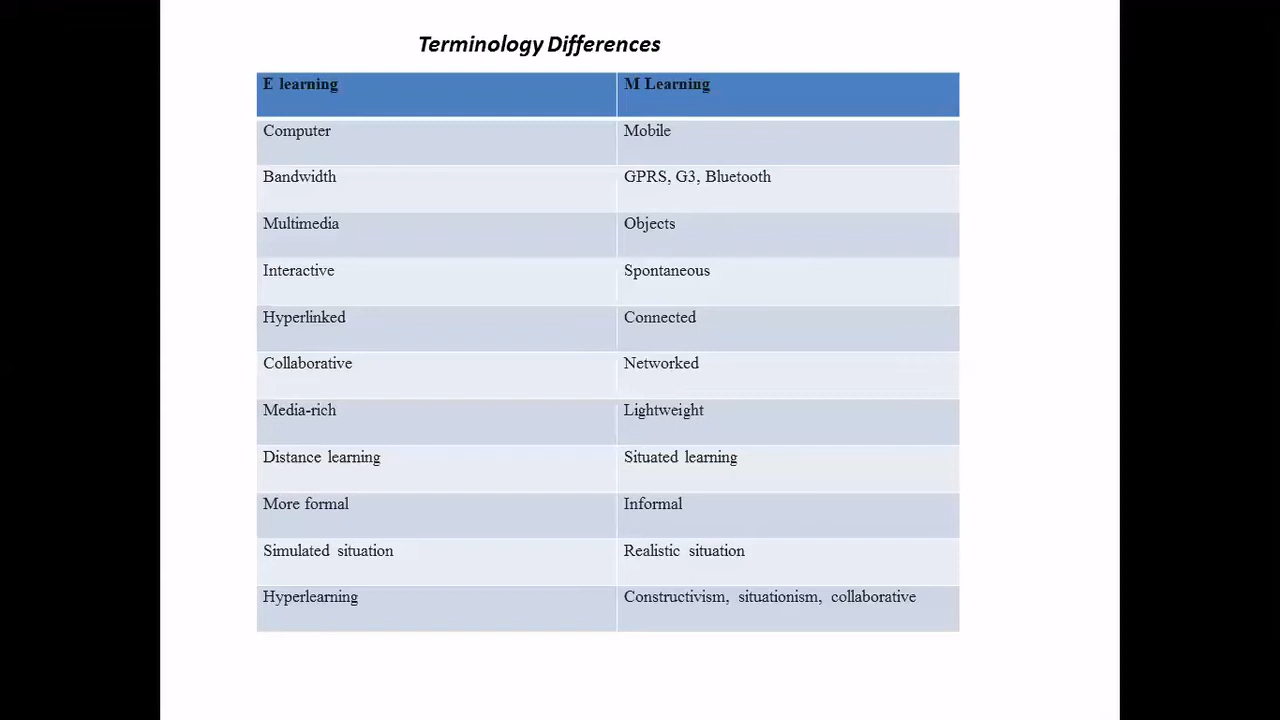 Terminology Differences
E learning M Learning
Computer Mobile
Bandwidth GPRS, G3, Bluetooth
Multimedia Objects
Interactive Spontaneous
Hyperlinked Connected
Collaborative Networked
Media-rich Lightweight
Distance learning Situated learning
More formal Informal
Simulated situation Realistic situation
Hyperlearning Constructivism, situationism, collaborative